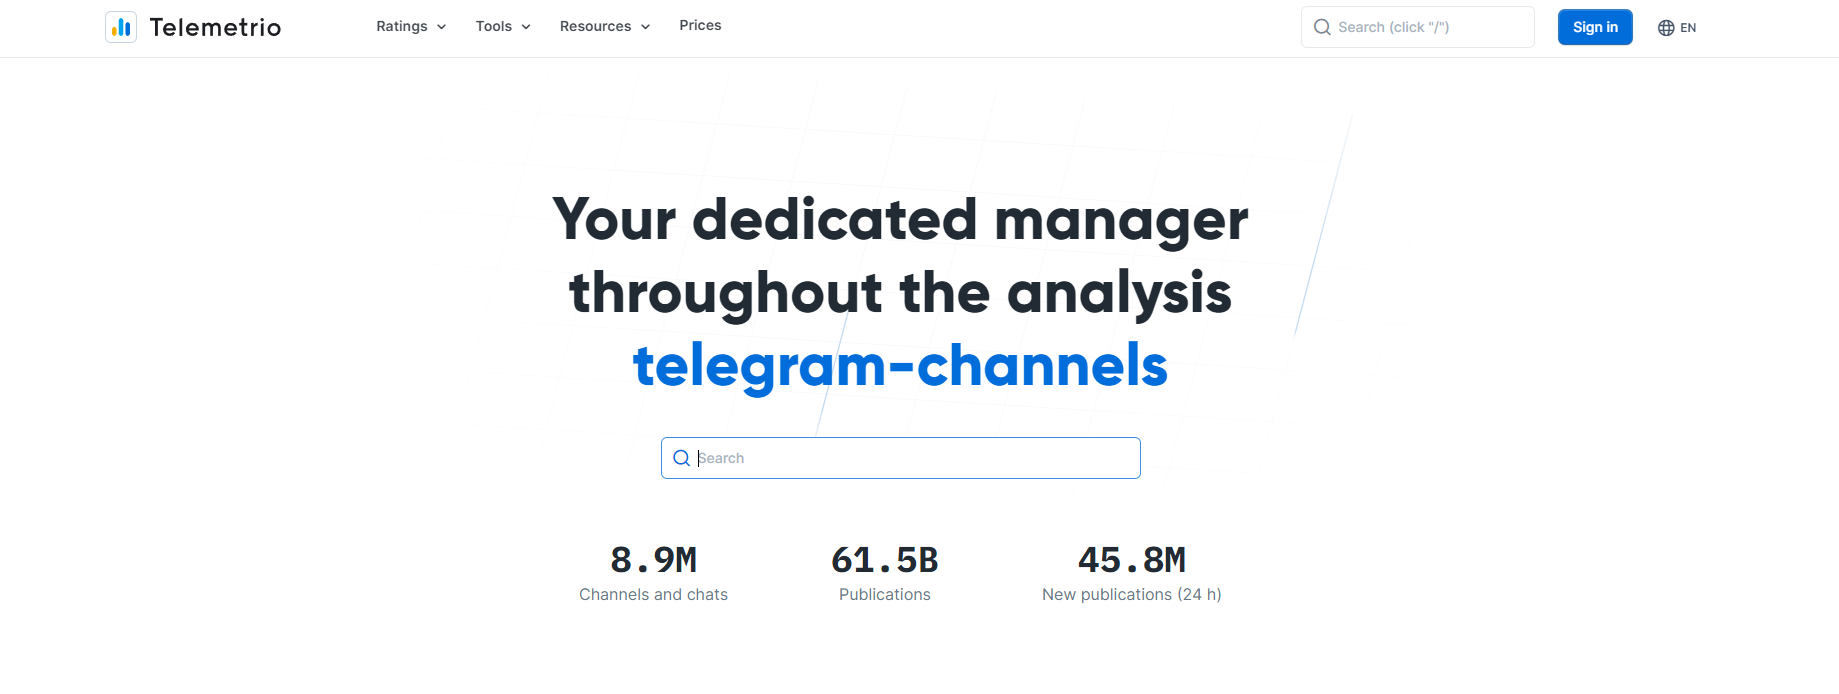 Telemetrio
Ratings
Tools
Resources
Prices
Search (click "/")
Sign in
EN
Your dedicated manager
throughout the analysis
telegram-channels
Search
8.9M
Channels and chats
61.5B
Publications
45.8M
New publications (24 h)